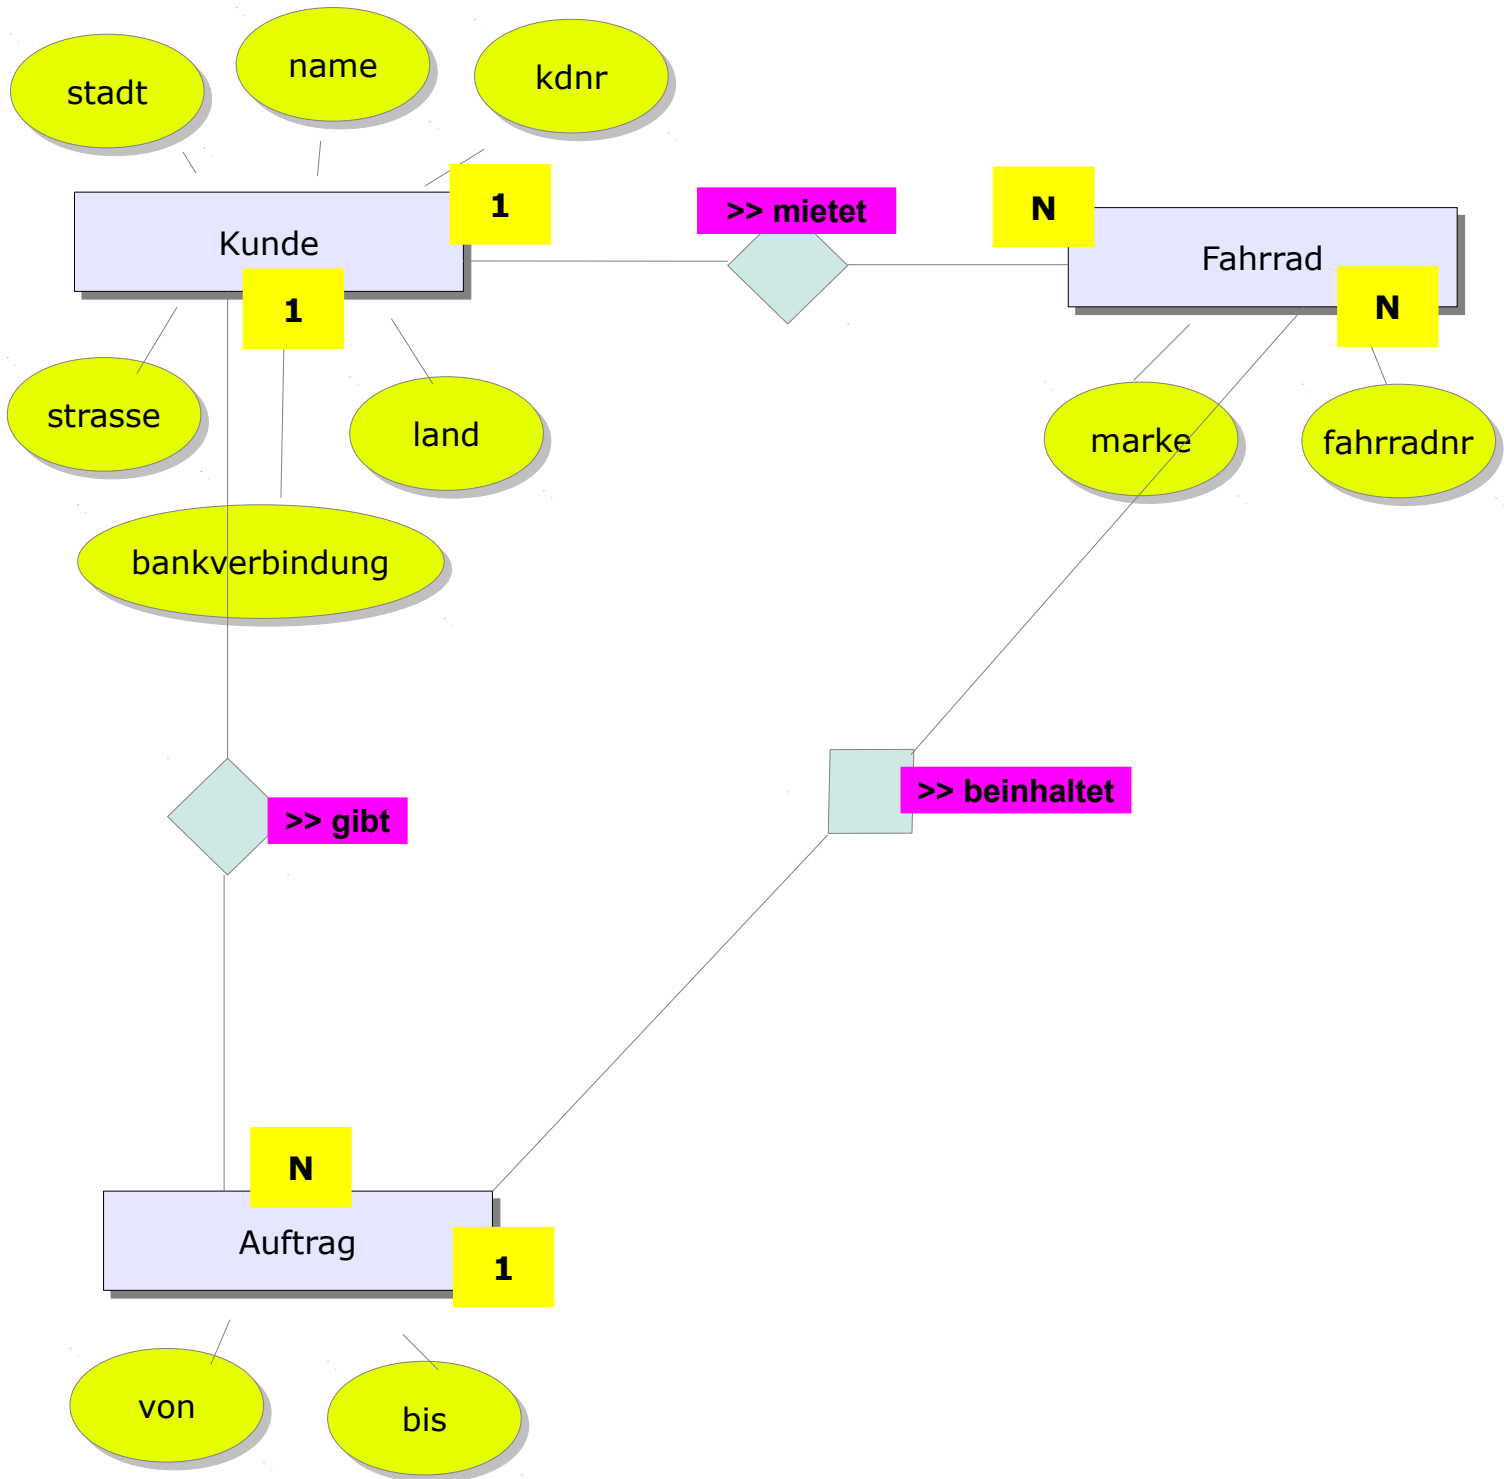 stadt
name
kdnr
1
>> mietet
N
Kunde
Fahrrad
1
N
strasse
land
marke
fahrradnr
bankverbindung
>> beinhaltet
>> gibt
N
Auftrag
1
von
bis